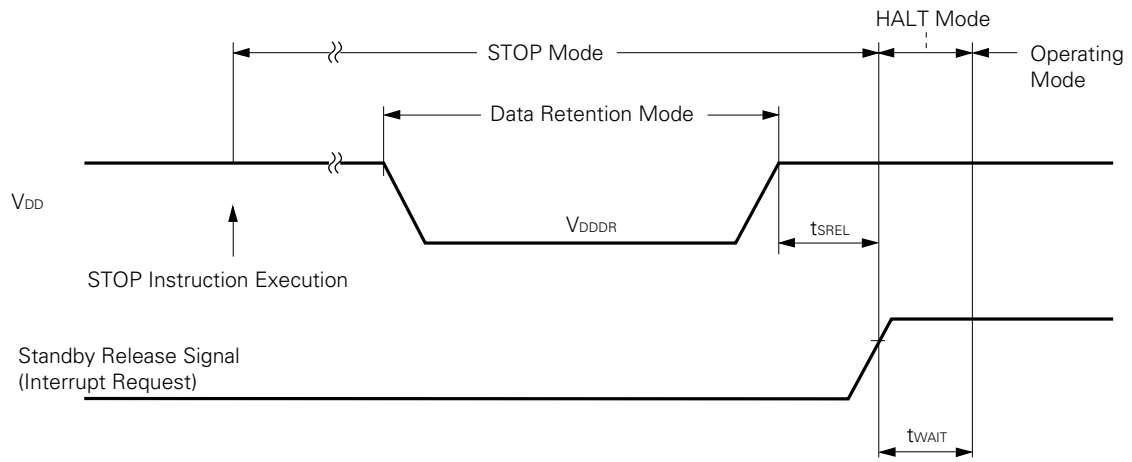 HALT Mode
STOP Mode
Operating
Mode
Data Retention Mode
VDD
VDDDR
tSREL
STOP Instruction Execution
Standby Release Signal
(Interrupt Request)
tWAIT